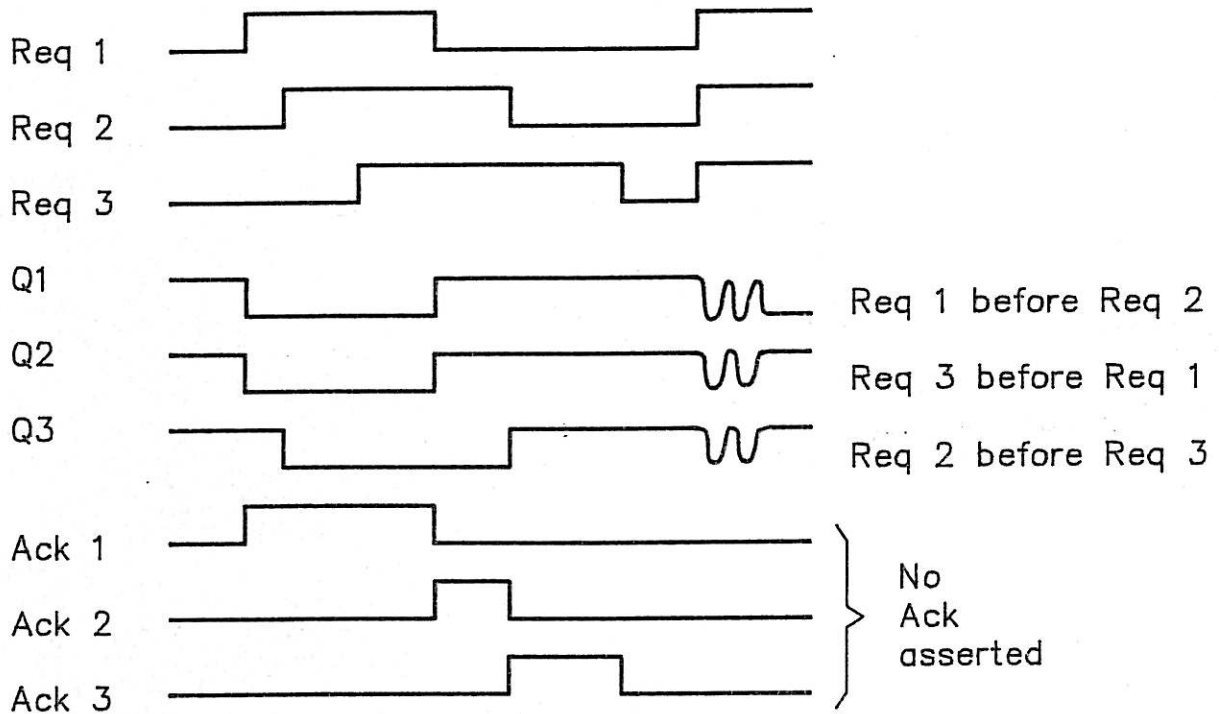 Req 1
Req 2
Req 3
Q1
Req 1 before Req 2
Q2
Req 3 before Req 1
Q3
Req 2 before Req 3
Ack 1
Ack 2
Ack 3
No
Ack
asserted